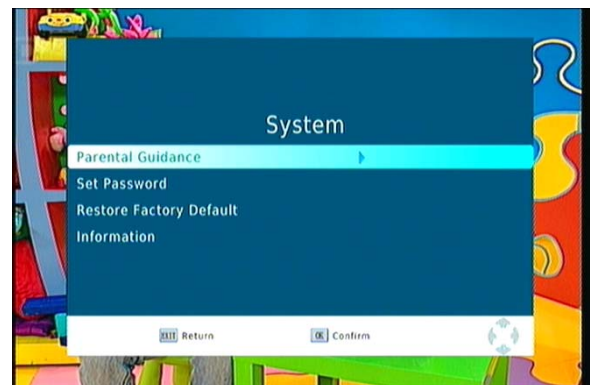 System
Parental Guidance
Set Password
Restore Factory Default
Information
EXIT Return OK Confirm